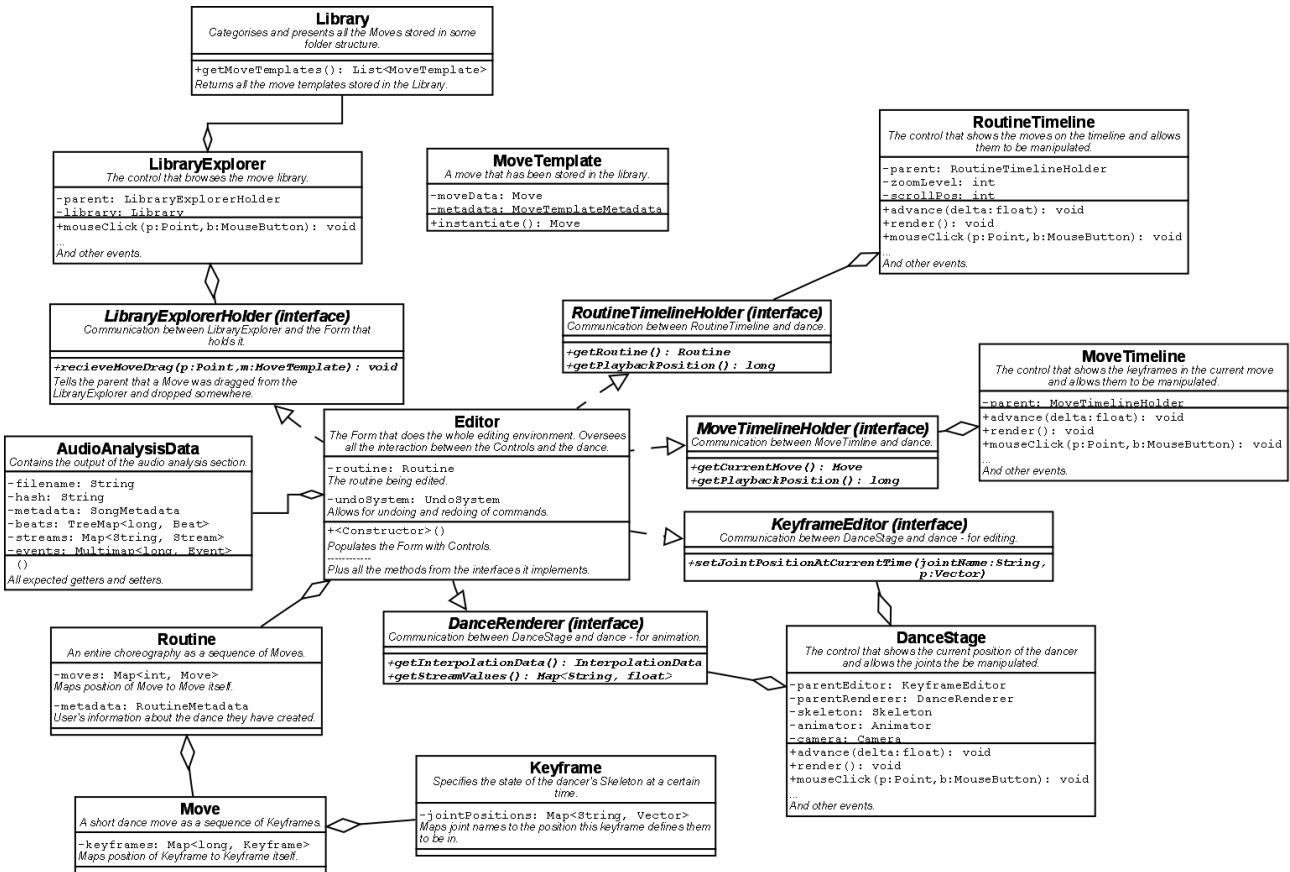 Library
Categorises and presents all the Moves stored in some
folder structure.
+getMoveTemplates(): List<MoveTemplate>
Returns all the move templates stored in the Library.
LibraryExplorer
The control that browses the move library.
-parent: LibraryExplorerHolder
-library: Library
+mouseClick(p:Point,b:MouseButton): void
...
And other events.
MoveTemplate
A move that has been stored in the library.
-moveData: Move
-metadata: MoveTemplateMetadata
+instantiate(): Move
RoutineTimeline
The control that shows the moves on the timeline and allows
them to be manipulated.
-parent: RoutineTimelineHolder
-zoomLevel: int
-scrollPos: int
+advance(delta:float): void
+render(): void
+mouseClick(p:Point,b:MouseButton): void
...
And other events.
LibraryExplorerHolder (interface)
Communication between LibraryExplorer and the Form that
holds it.
+recieveMoveDrag(p:Point,m:MoveTemplate): void
Tells the parent that a Move was dragged from the
LibraryExplorer and dropped somewhere.
RoutineTimelineHolder (interface)
Communication between RoutineTimeline and dance.
+getRoutine(): Routine
+getPlaybackPosition(): long
MoveTimeline
The control that shows the keyframes in the current move
and allows them to be manipulated.
-parent: MoveTimelineHolder
+advance(delta:float): void
+render(): void
+mouseClick(p:Point,b:MouseButton): void
...
And other events.
Editor
The Form that does the whole editing environment. Oversees
all the interaction between the Controls and the dance.
-routine: Routine
The routine being edited.
-undoSystem: UndoSystem
Allows for undoing and redoing of commands.
+<Constructor>()
Populates the Form with Controls.
------------
Plus all the methods from the interfaces it implements.
MoveTimelineHolder (interface)
Communication between MoveTimline and dance.
+getCurrentMove(): Move
+getPlaybackPosition(): long
AudioAnalysisData
Contains the output of the audio analysis section.
-filename: String
-hash: String
-metadata: SongMetadata
-beats: TreeMap<long, Beat>
-streams: Map<String, Stream>
-events: Multimap<long, Event>
()
All expected getters and setters.
KeyframeEditor (interface)
Communication between DanceStage and dance - for editing.
+setJointPositionAtCurrentTime(jointName:String,
p:Vector)
DanceRenderer (interface)
Communication between DanceStage and dance - for animation.
+getInterpolationData(): InterpolationData
+getStreamValues(): Map<String, float>
Routine
An entire choreography as a sequence of Moves.
-moves: Map<int, Move>
Maps position of Move to Move itself.
-metadata: RoutineMetadata
User's information about the dance they have created.
DanceStage
The control that shows the current position of the dancer
and allows the joints the be manipulated.
-parentEditor: KeyframeEditor
-parentRenderer: DanceRenderer
-skeleton: Skeleton
-animator: Animator
-camera: Camera
+advance(delta:float): void
+render(): void
+mouseClick(p:Point,b:MouseButton): void
...
And other events.
Keyframe
Specifies the state of the dancer's Skeleton at a certain
time.
-jointPositions: Map<String, Vector>
Maps joint names to the position this keyframe defines them
to be in.
Move
A short dance move as a sequence of Keyframes.
-keyframes: Map<long, Keyframe>
Maps position of Keyframe to Keyframe itself.